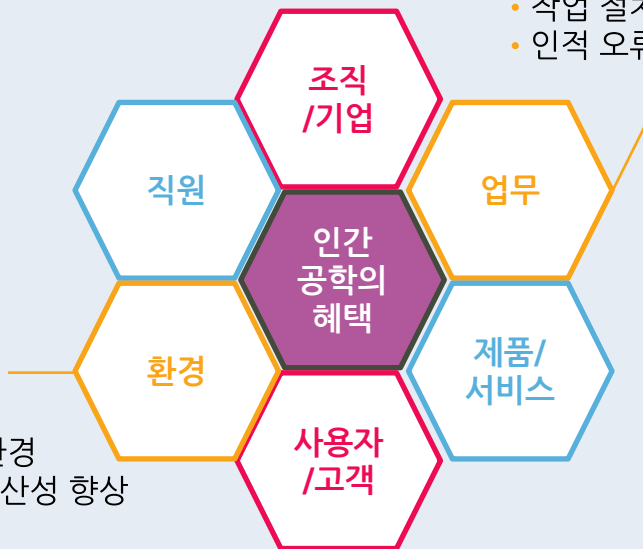 • 작업
• 인적 오류
조직
/기업
직원
업무
인간
공학의
혜택
환경
제품/
서비스
사용자
/고객
환경
산성 향상